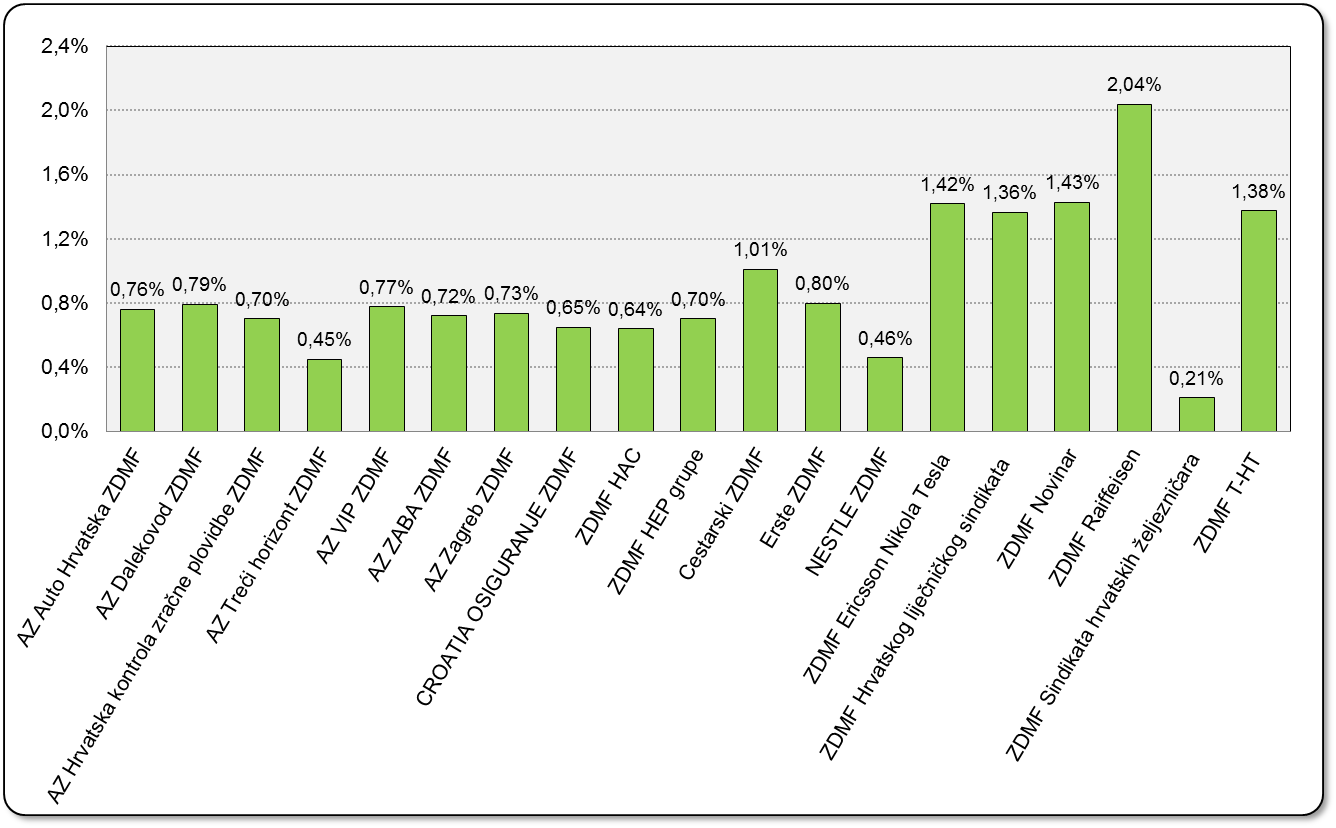 2,4%
2,0%
1,6%
1,2%
0,8%
0,4%
0,0%
0,76%
0,79%
0,70%
0,45%
0,77%
0,72%
0,73%
0,65%
0,64%
0,70%
1,01%
0,80%
0,46%
1,42%
1,36%
1,43%
2,04%
0,21%
1,38%
AZ Auto Hrvatska ZDMF
AZ Dalekovod ZDMF
AZ Hrvatska kontrola zračne plovidbe ZDMF
AZ Treći horizont ZDMF
AZ VIP ZDMF
AZ ZABA ZDMF
AZ Zagreb ZDMF
CROATIA OSIGURANJE ZDMF
ZDMF HAC
ZDMF HEP grupe
Cestarski ZDMF
Erste ZDMF
NESTLE ZDMF
ZDMF Ericsson Nikola Tesla
ZDMF Hrvatskog liječničkog sindikata
ZDMF Novinar
ZDMF Raiffeisen
ZDMF Sindikata hrvatskih željezničara
ZDMF T-HT